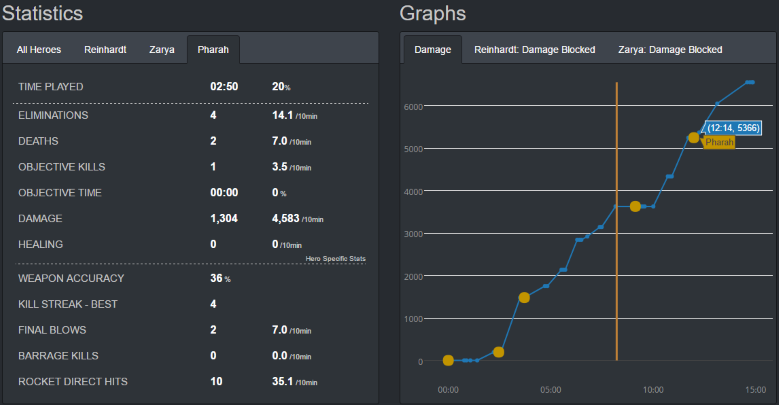 Statistics
All Heroes Reinhardt Zarya Pharah
TIME PLAYED 02:50 20%
ELIMINATIONS 4 14.1 /10min
DEATHS 2 7.0 /10min
OBJECTIVE KILLS 1 3.5 /10min
OBJECTIVE TIME 00:00 0 %
DAMAGE 1,304 4,583 /10min
HEALING 0 0 /10min
Hero Specific Stats
WEAPON ACCURACY 36 %
KILL STREAK - BEST 4
FINAL BLOWS 2 7.0 /10min
BARRAGE KILLS 0 0.0 /10min
ROCKET DIRECT HITS 10 35.1 /10min
Graphs
Damage Reinhardt: Damage Blocked Zarya: Damage Blocked
6000
(12:14, 5366)
Pharah
5000
4000
3000
2000
1000
0
00:00 05:00 10:00 15:00